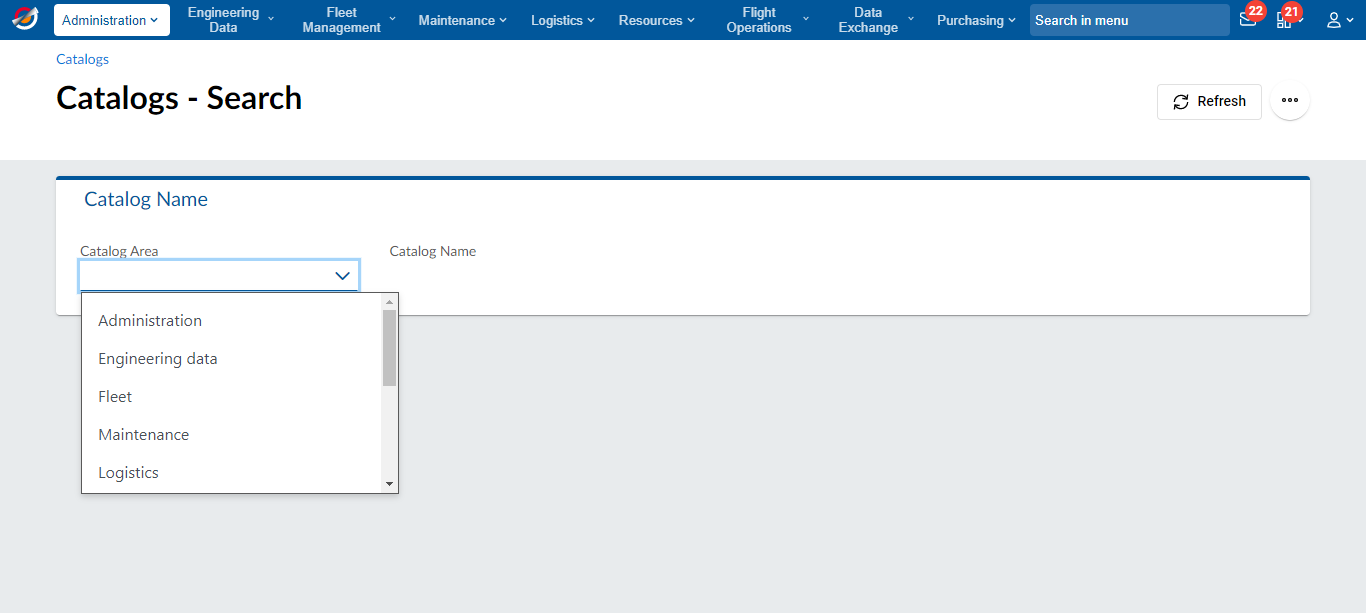 Administration
Engineering
Data
Fleet
Management
Maintenance
Logistics
Resources
Flight
Operations
Data
Exchange
Purchasing
Search in menu
22
21
Catalogs
Catalogs - Search
Refresh
Catalog Name
Catalog Area
Catalog Name
Administration
Engineering data
Fleet
Maintenance
Logistics